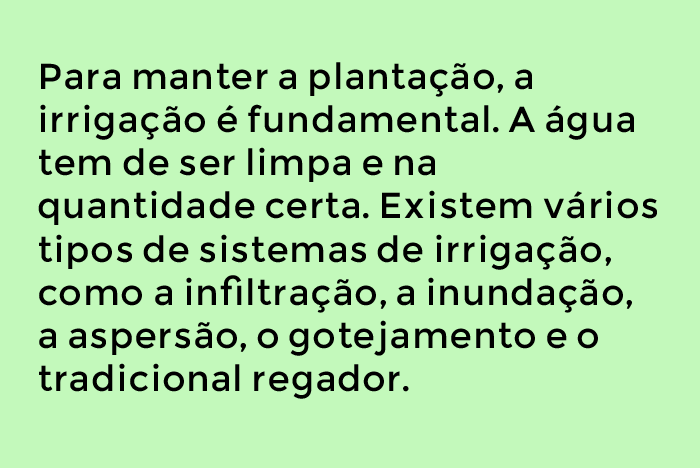 Para manter a plantação, a
irrigação é fundamental. A água
tem de ser limpa e na
quantidade certa. Existem vários
tipos de sistemas de irrigação,
como a infiltração, a inundação,
a aspersão, o gotejamento e o
tradicional regador.